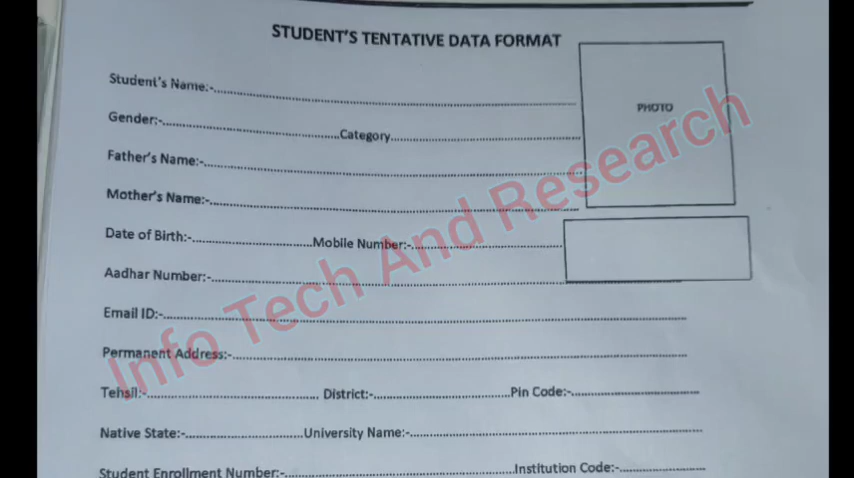 STUDENT'S TENTATIVE DATA FORMAT
Student's Name:-
PHOTO
Gender:- Category
Father's Name:-
Mother's Name:-
Date of Birth:- Mobile Number:-
Aadhar Number:-
Email ID:-
Permanent Address:-
Tehsil:- District:- Pin Code:-
Native State:- University Name:-
Student Enrollment Number:- Institution Code:-
Info Tech And Research